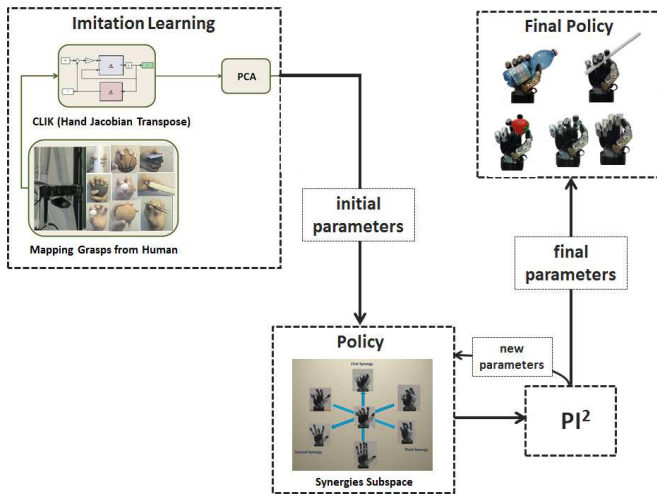 Imitation Learning
PCA
CLIK (Hand Jacobian Transpose)
Mapping Grasps from Human
Final Policy
initial
parameters
final
parameters
new
parameters
Policy
First Synergy
Second Synergy
Third Synergy
Synergies Subspace
PI²